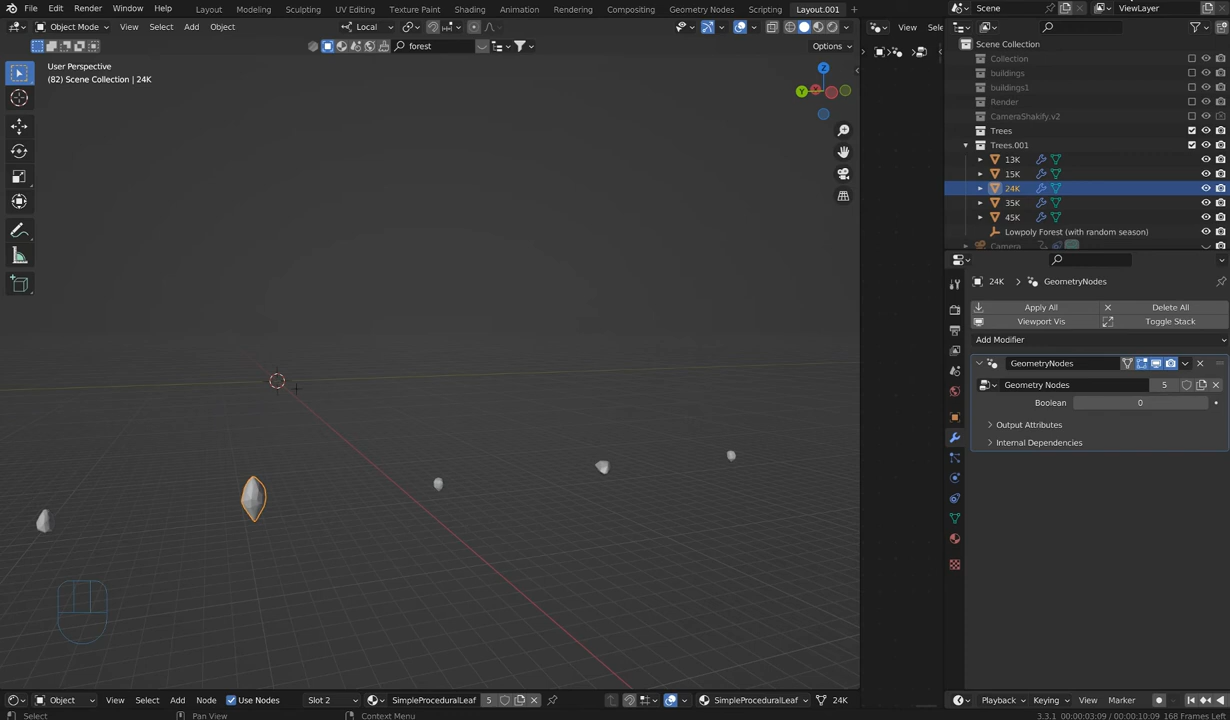 File Edit Render Window Help Layout Modeling Sculpting UV Editing Texture Paint Shading Animation Rendering Compositing Geometry Nodes Scripting Layout.001 + Scene ViewLayer
Object Mode View Select Add Object Local View Sele
forest Options
User Perspective
(82) Scene Collection | 24K
Z
Y
Scene Collection
Collection
buildings
buildings1
Render
CameraShakify.v2
Trees
Trees.001
13K
15K
24K
35K
45K
Lowpoly Forest (with random season)
Camera
24K > GeometryNodes
Apply All Delete All
Viewport Vis Toggle Stack
Add Modifier
GeometryNodes
Geometry Nodes 5
Boolean 0
Output Attributes
Internal Dependencies
Object View Select Add Node Use Nodes Slot 2 SimpleProceduralLeaf 5 SimpleProceduralLeaf 24K Playback Keying View Marker
Select Pan View Context Menu 3.3.1 00:00:03:09 / 00:00:10:09 168 Frames Left